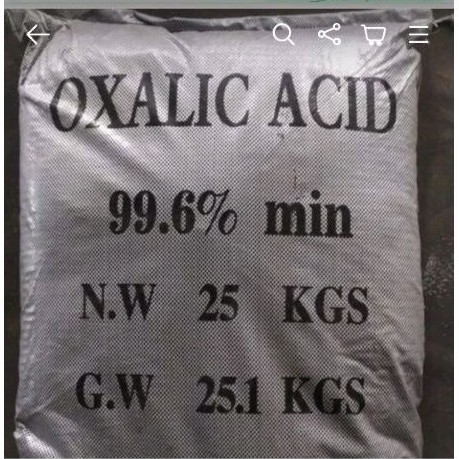 OXALIC ACID
99.6% min
N.W 25 KGS
G.W 25.1 KGS